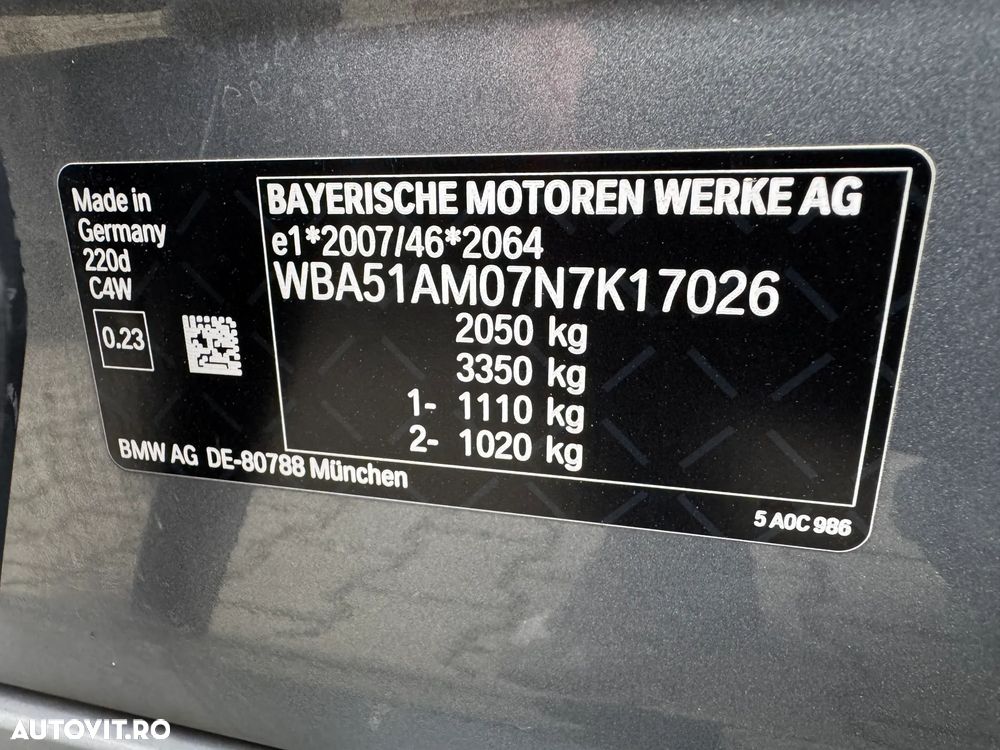 Made in
Germany
220d
C4W
0.23
BAYERISCHE MOTOREN WERKE AG
e1*2007/46*2064
WBA51AM07N7K17026
2050 kg
3350 kg
1- 1110 kg
2- 1020 kg
BMW AG DE-80788 München
5 A0C 986
AUTOVIT.RO